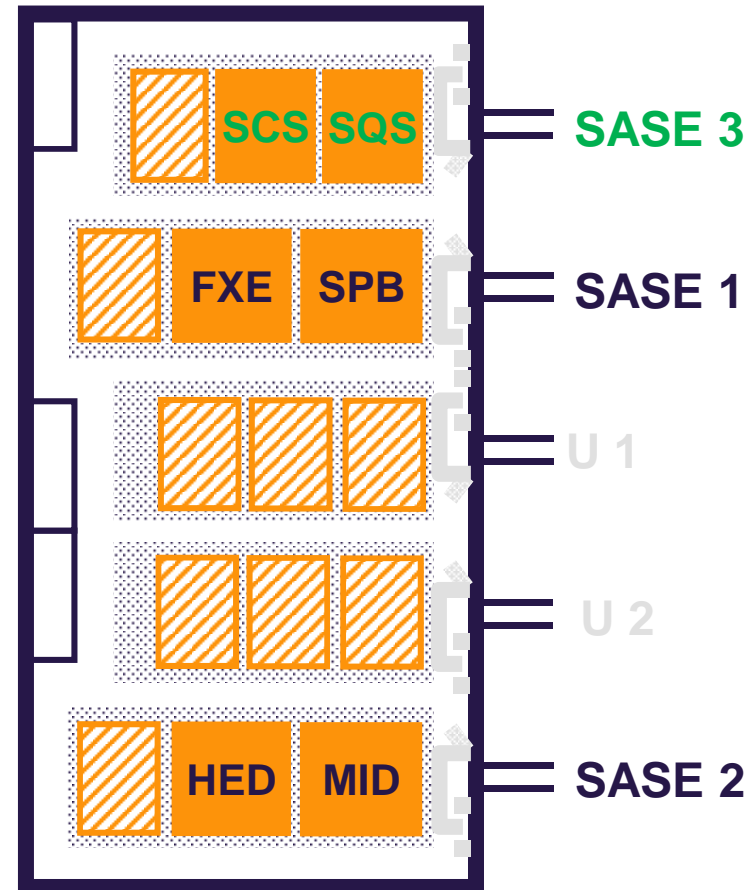 SCS SQS SASE 3
FXE SPB SASE 1
U 1
U 2
HED MID SASE 2